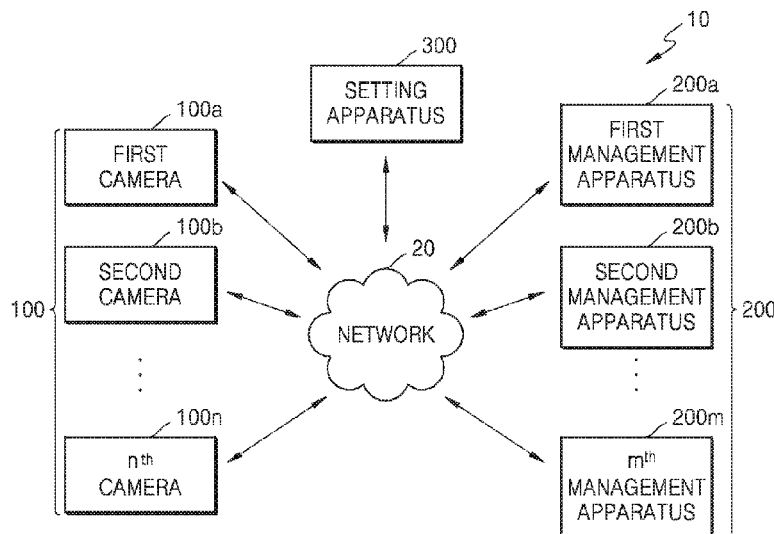 10
300
SETTING
APPARATUS
100a
FIRST
CAMERA
200a
FIRST
MANAGEMENT
APPARATUS
100b
SECOND
CAMERA
20
NETWORK
200b
SECOND
MANAGEMENT
APPARATUS
100
200
100n
nth
CAMERA
200m
mth
MANAGEMENT
APPARATUS